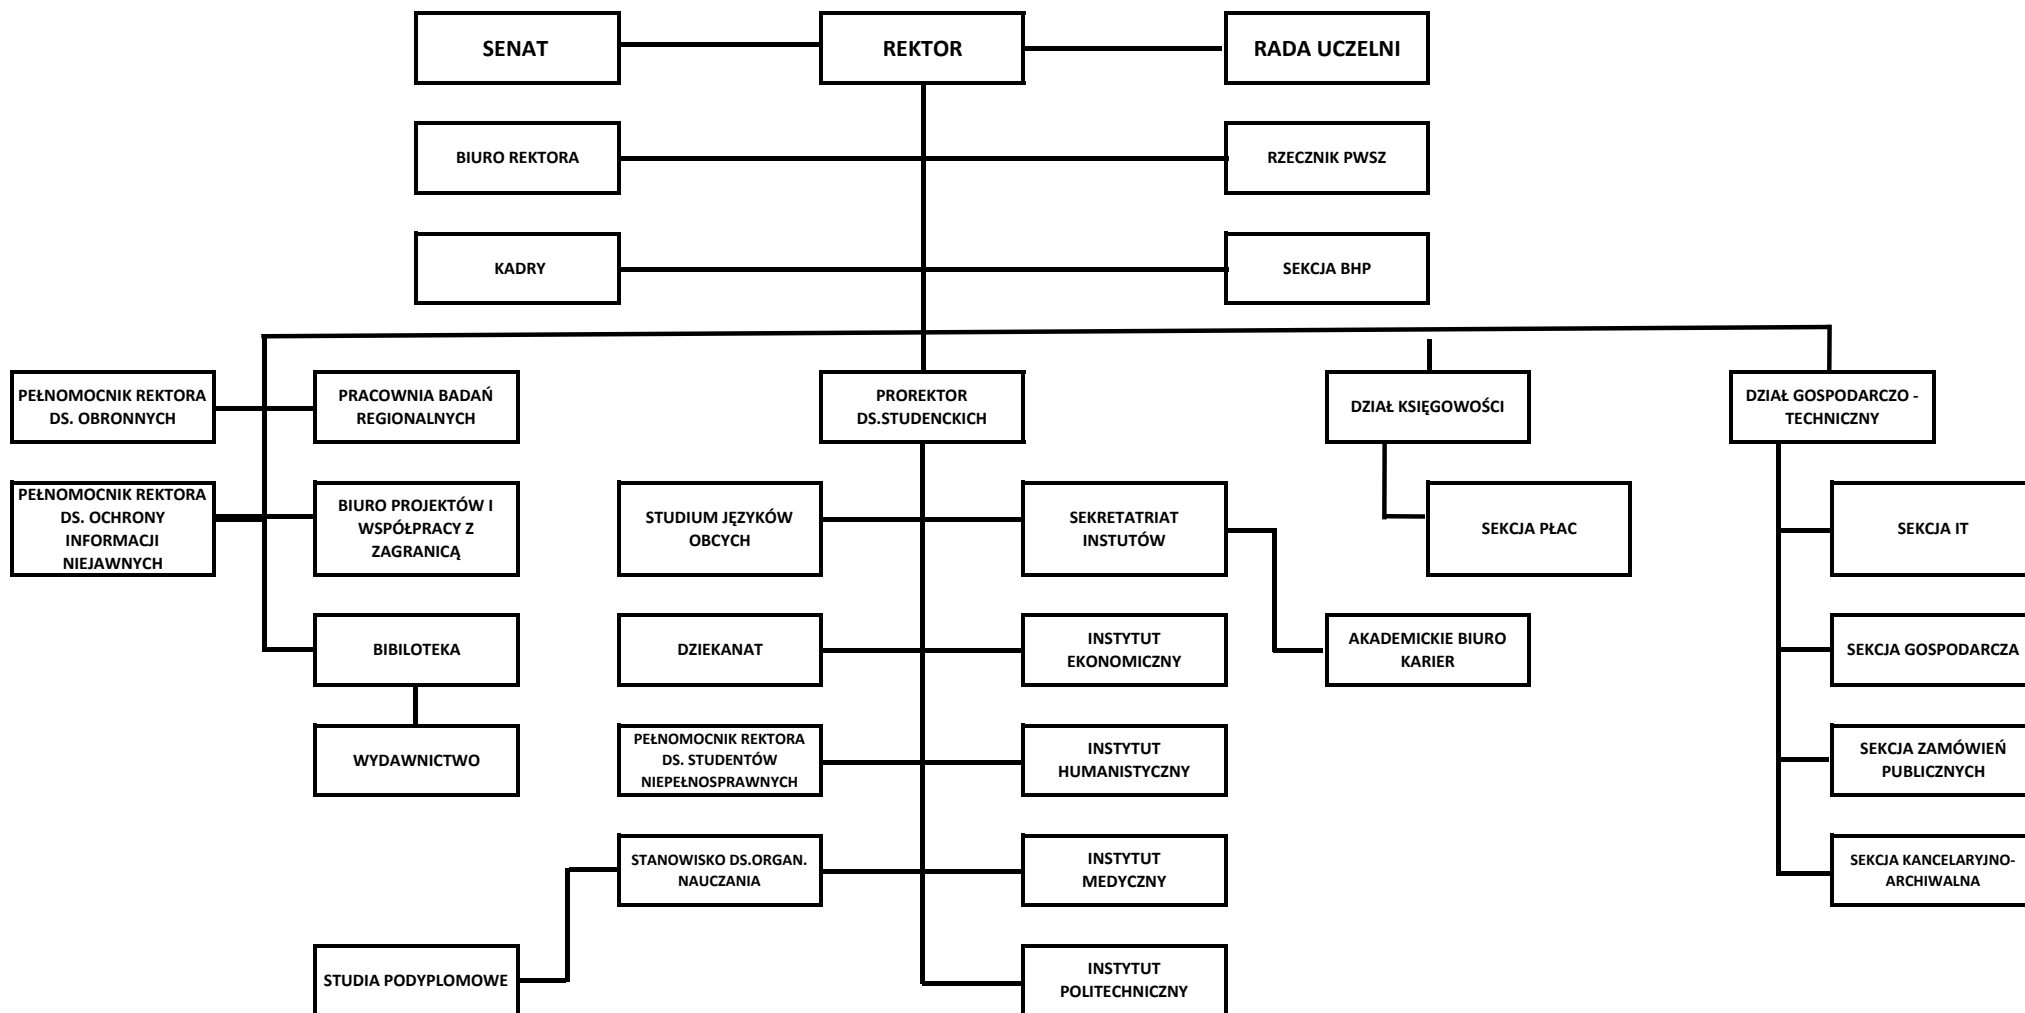 SENAT
REKTOR
RADA UCZELNI
BIURO REKTORA
RZECZNIK PWSZ
KADRY
SEKCJA BHP
PEŁNOMOCNIK REKTORA
DS. OBRONNYCH
PRACOWNIA BADAŃ
REGIONALNYCH
PROREKTOR
DS.STUDENCKICH
DZIAŁ KSIĘGOWOŚCI
DZIAŁ GOSPODARCZO -
TECHNICZNY
PEŁNOMOCNIK REKTORA
DS. OCHRONY
INFORMACJI
NIEJAWNYCH
BIURO PROJEKTÓW I
WSPÓŁPRACY Z
ZAGRANICĄ
STUDIUM JĘZYKÓW
OBCYCH
SEKRETATRIAT
INSTUTÓW
SEKCJA PŁAC
SEKCJA IT
BIBILOTEKA
DZIEKANAT
INSTYTUT
EKONOMICZNY
AKADEMICKIE BIURO
KARIER
SEKCJA GOSPODARCZA
WYDAWNICTWO
PEŁNOMOCNIK REKTORA
DS. STUDENTÓW
NIEPEŁNOSPRAWNYCH
INSTYTUT
HUMANISTYCZNY
SEKCJA ZAMÓWIEŃ
PUBLICZNYCH
STANOWISKO DS.ORGAN.
NAUCZANIA
INSTYTUT
MEDYCZNY
SEKCJA KANCELARYJNO-
ARCHIWALNA
STUDIA PODYPLOMOWE
INSTYTUT
POLITECHNICZNY